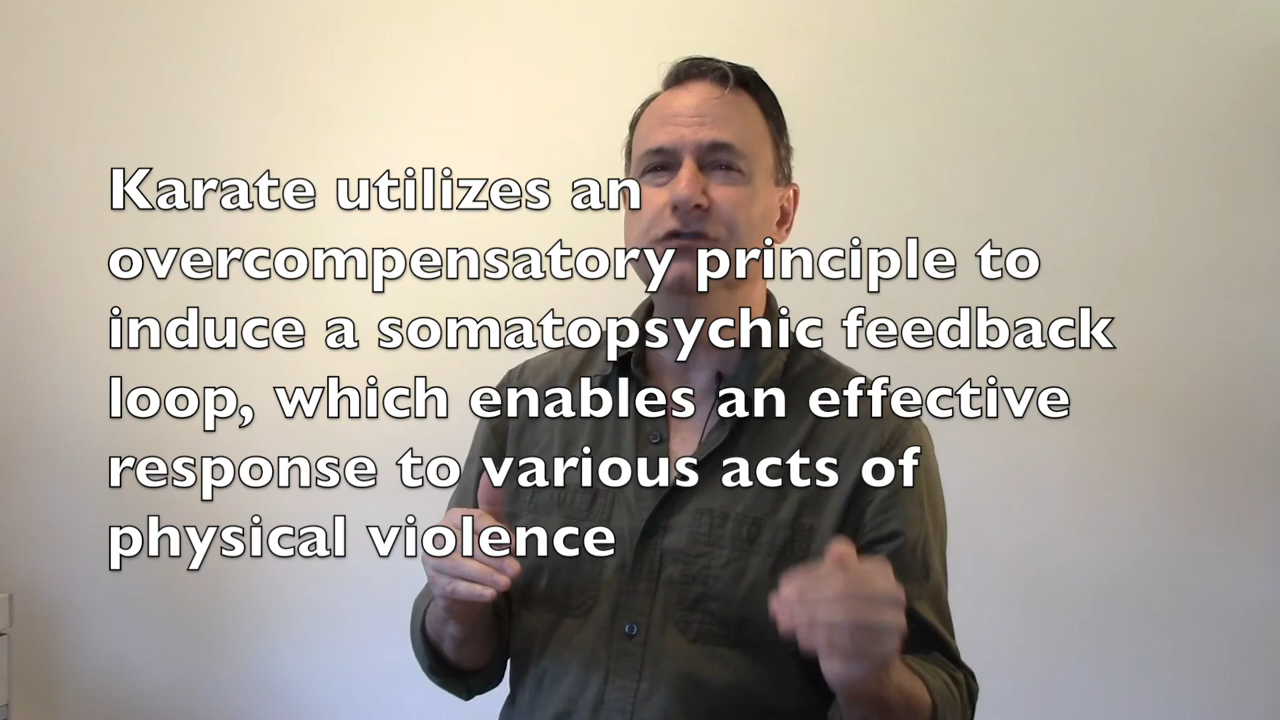 Karate utilizes an
overcompensatory principle to
induce a somatopsychic feedback
loop, which enables an effective
response to various acts of
physical violence